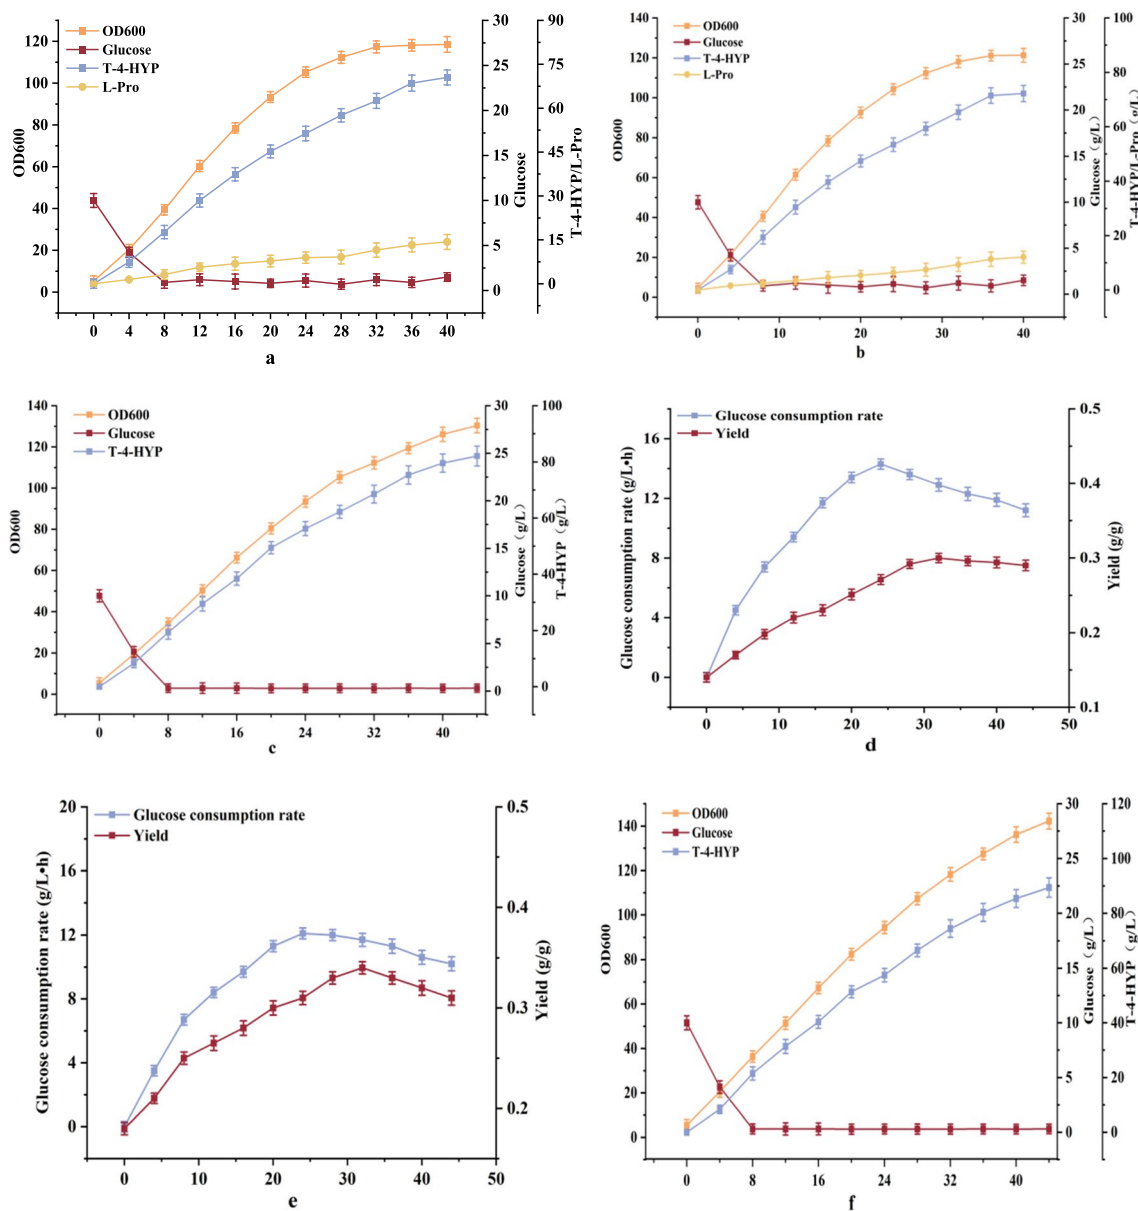 OD600
Glucose
T-4-HYP
L-Pro
OD600
120
100
80
60
40
20
0
0 4 8 12 16 20 24 28 32 36 40
30
25
20
15
10
5
0
Glucose
90
75
60
45
30
15
0
T-4-HYP/L-Pro
a
OD600
Glucose
T-4-HYP
L-Pro
OD600
140
120
100
80
60
40
20
0
0 10 20 30 40
30
25
20
15
10
5
0
Glucose（g/L）
100
80
60
40
20
0
T-4-HYP/L-Pro（g/L）
b
OD600
Glucose
T-4-HYP
OD600
140
120
100
80
60
40
20
0
0 8 16 24 32 40
30
25
20
15
10
5
0
Glucose（g/L）
100
80
60
40
20
0
T-4-HYP（g/L）
c
Glucose consumption rate
Yield
Glucose consumption rate (g/L•h)
16
12
8
4
0
0 10 20 30 40 50
0.5
0.4
0.3
0.2
0.1
Yield (g/g)
d
Glucose consumption rate
Yield
Glucose consumption rate (g/L•h)
20
16
12
8
4
0
0 10 20 30 40 50
0.5
0.4
0.3
0.2
Yield (g/g)
e
OD600
Glucose
T-4-HYP
OD600
140
120
100
80
60
40
20
0
0 8 16 24 32 40
30
25
20
15
10
5
0
Glucose（g/L）
120
100
80
60
40
20
0
T-4-HYP（g/L）
f